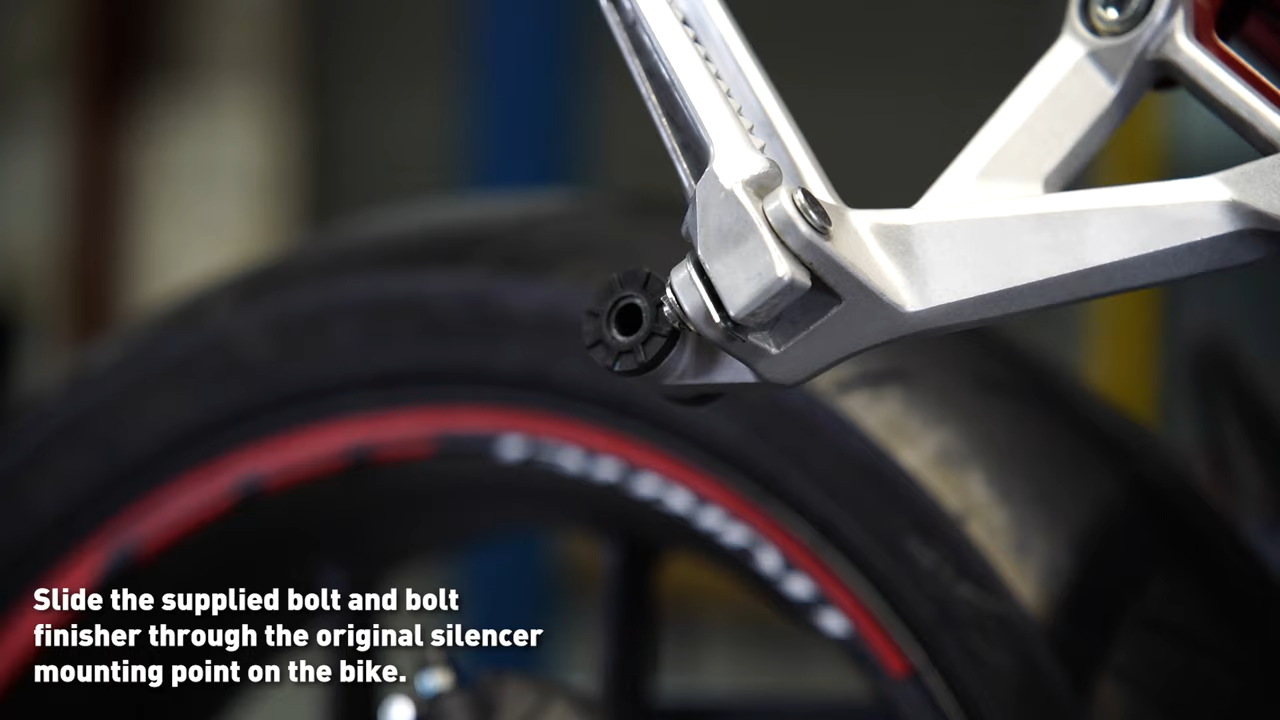 Slide the supplied bolt and bolt
finisher through the original silencer
mounting point on the bike.